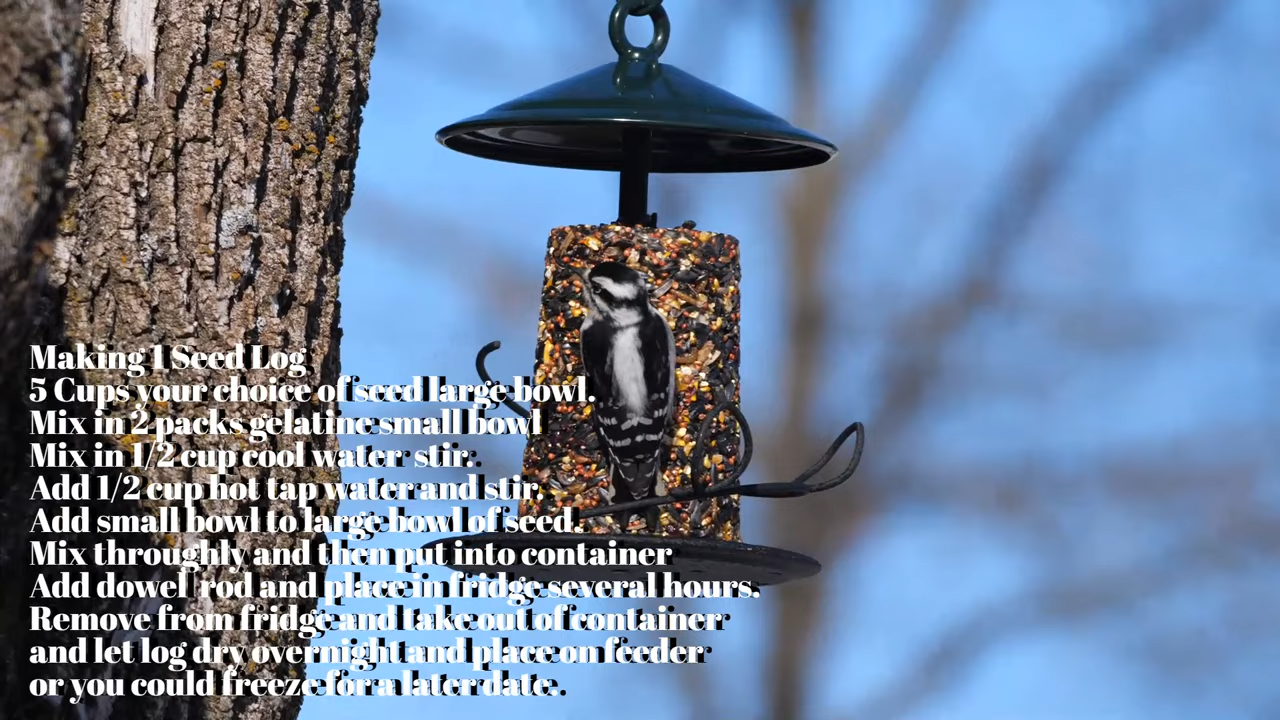 Making 1 Seed Log
5 Cups your choice of seed large bowl.
Mix in 2 packs gelatine small bowl
Mix in 1/2 cup cool water stir.
Add 1/2 cup hot tap water and stir.
Add small bowl to large bowl of seed.
Mix throughly and then put into container
Add dowel rod and place in fridge several hours.
Remove from fridge and take out of container
and let log dry overnight and place on feeder
or you could freeze for a later date.